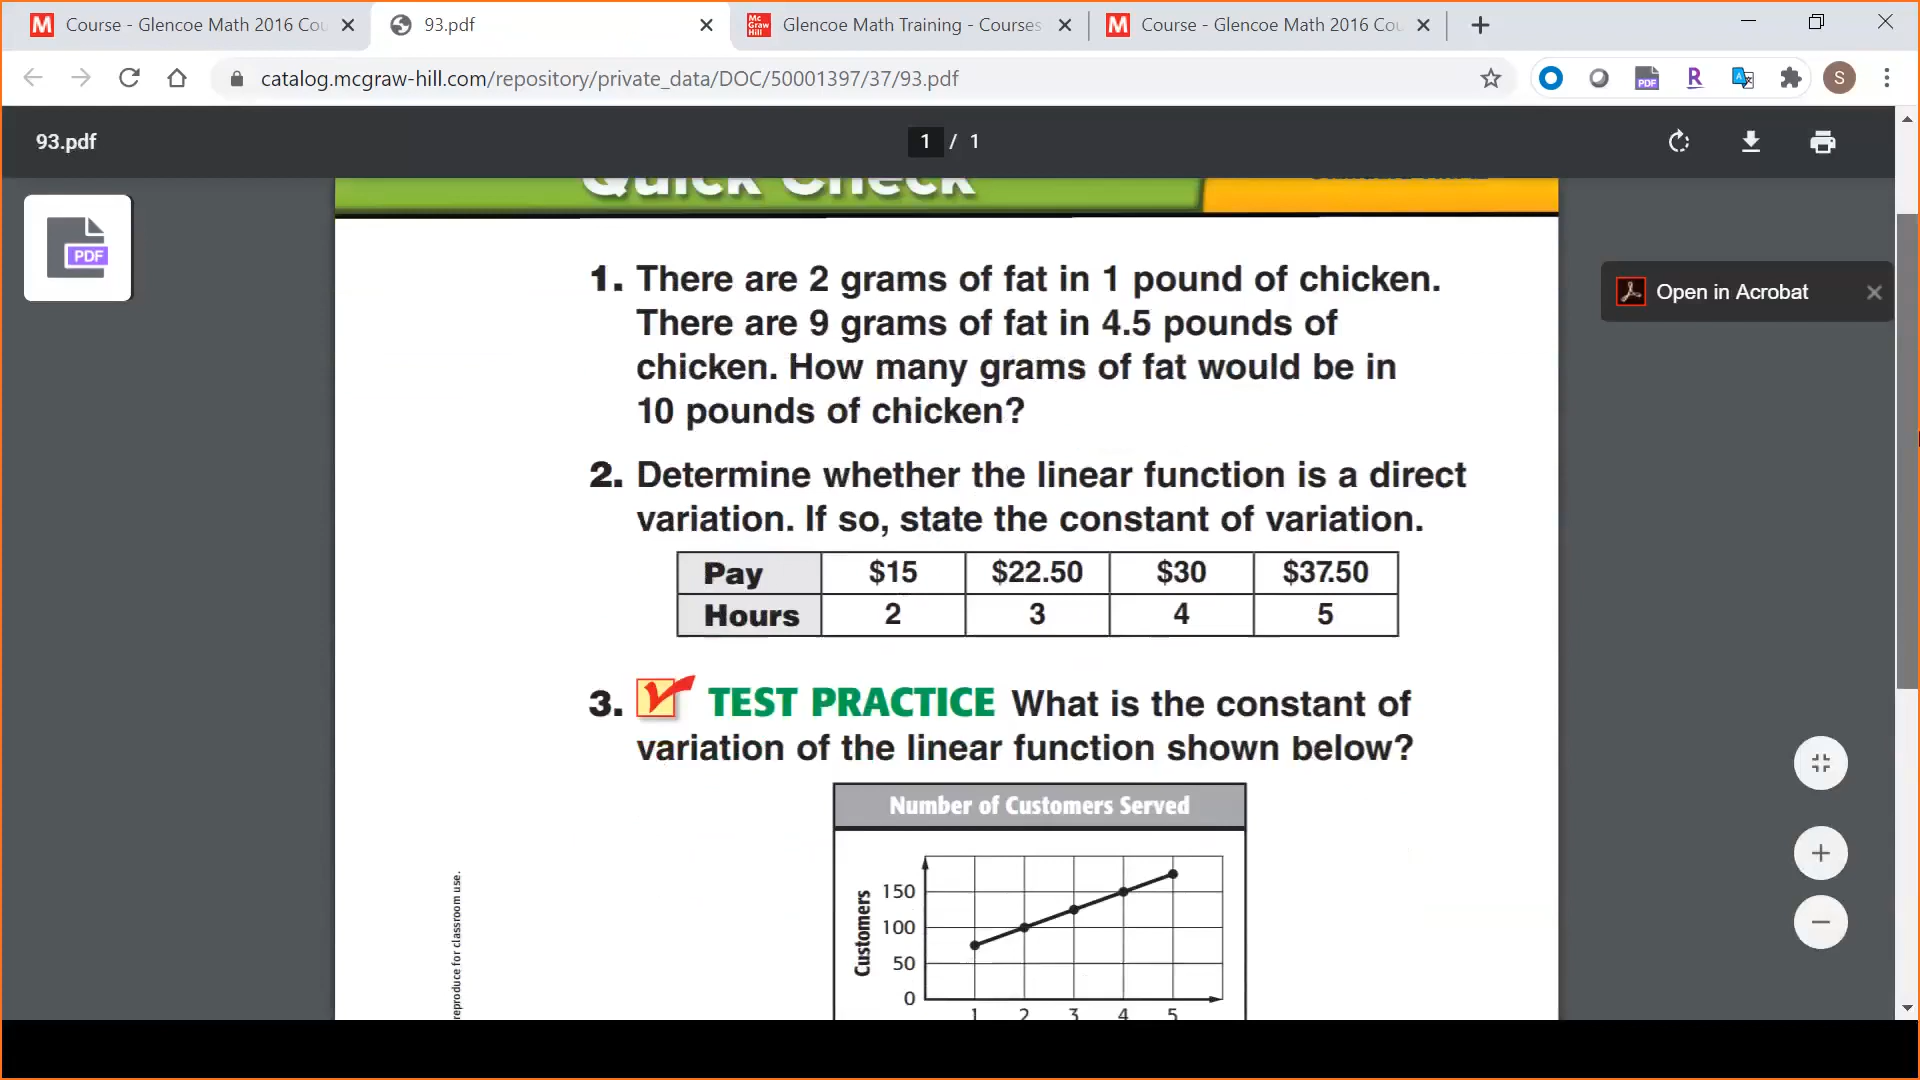 Course - Glencoe Math 2016 Cou
93.pdf
Mc Graw Hill
Glencoe Math Training - Courses
Course - Glencoe Math 2016 Cou
catalog.mcgraw-hill.com/repository/private_data/DOC/50001397/37/93.pdf
PDF
R
S
93.pdf
1 / 1
Quick Check
PDF
Open in Acrobat
1. There are 2 grams of fat in 1 pound of chicken.
There are 9 grams of fat in 4.5 pounds of
chicken. How many grams of fat would be in
10 pounds of chicken?
2. Determine whether the linear function is a direct
variation. If so, state the constant of variation.
Pay $15 $22.50 $30 $37.50
Hours 2 3 4 5
3. TEST PRACTICE What is the constant of
variation of the linear function shown below?
Number of Customers Served
Customers
150
100
50
0
1 2 3 4 5
reproduce for classroom use.